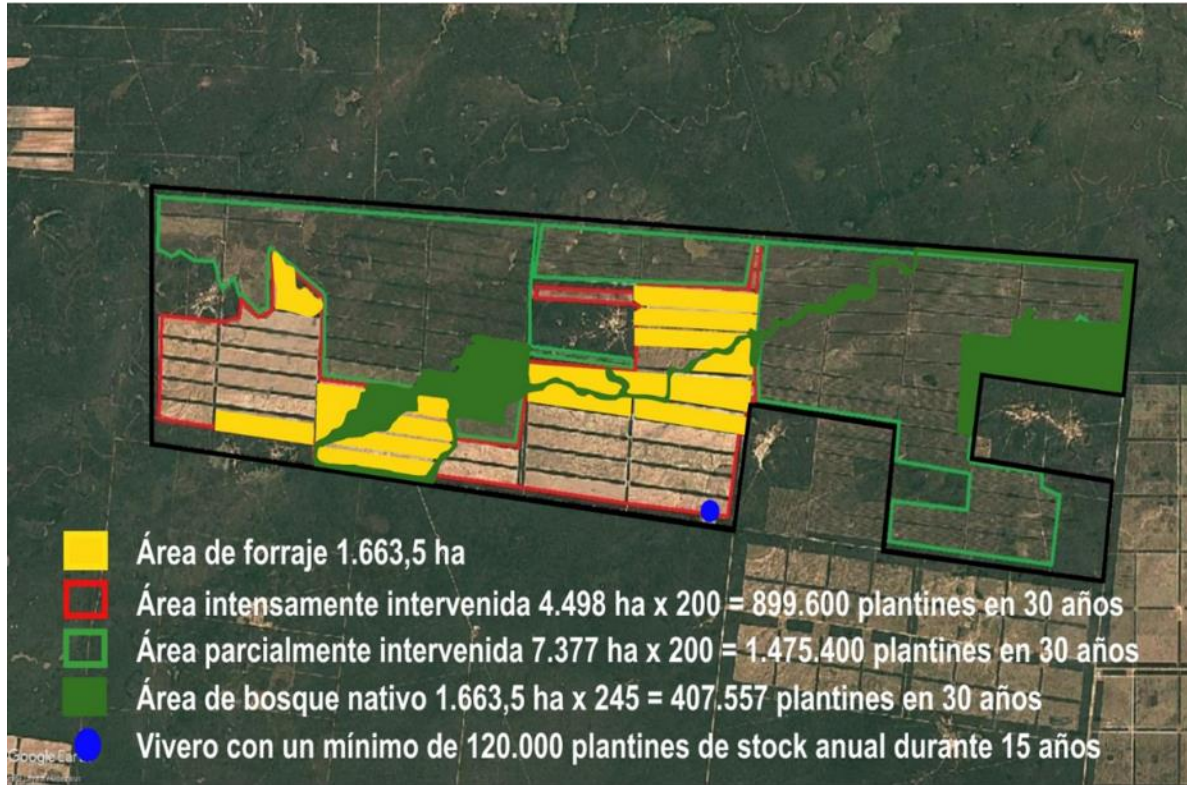 Área de forraje 1.663,5 ha
Área intensamente intervenida 4.498 ha x 200 = 899.600 plantines en 30 años
Área parcialmente intervenida 7.377 ha x 200 = 1.475.400 plantines en 30 años
Área de bosque nativo 1.663,5 ha x 245 = 407.557 plantines en 30 años
Vivero con un mínimo de 120.000 plantines de stock anual durante 15 años
Google Ear